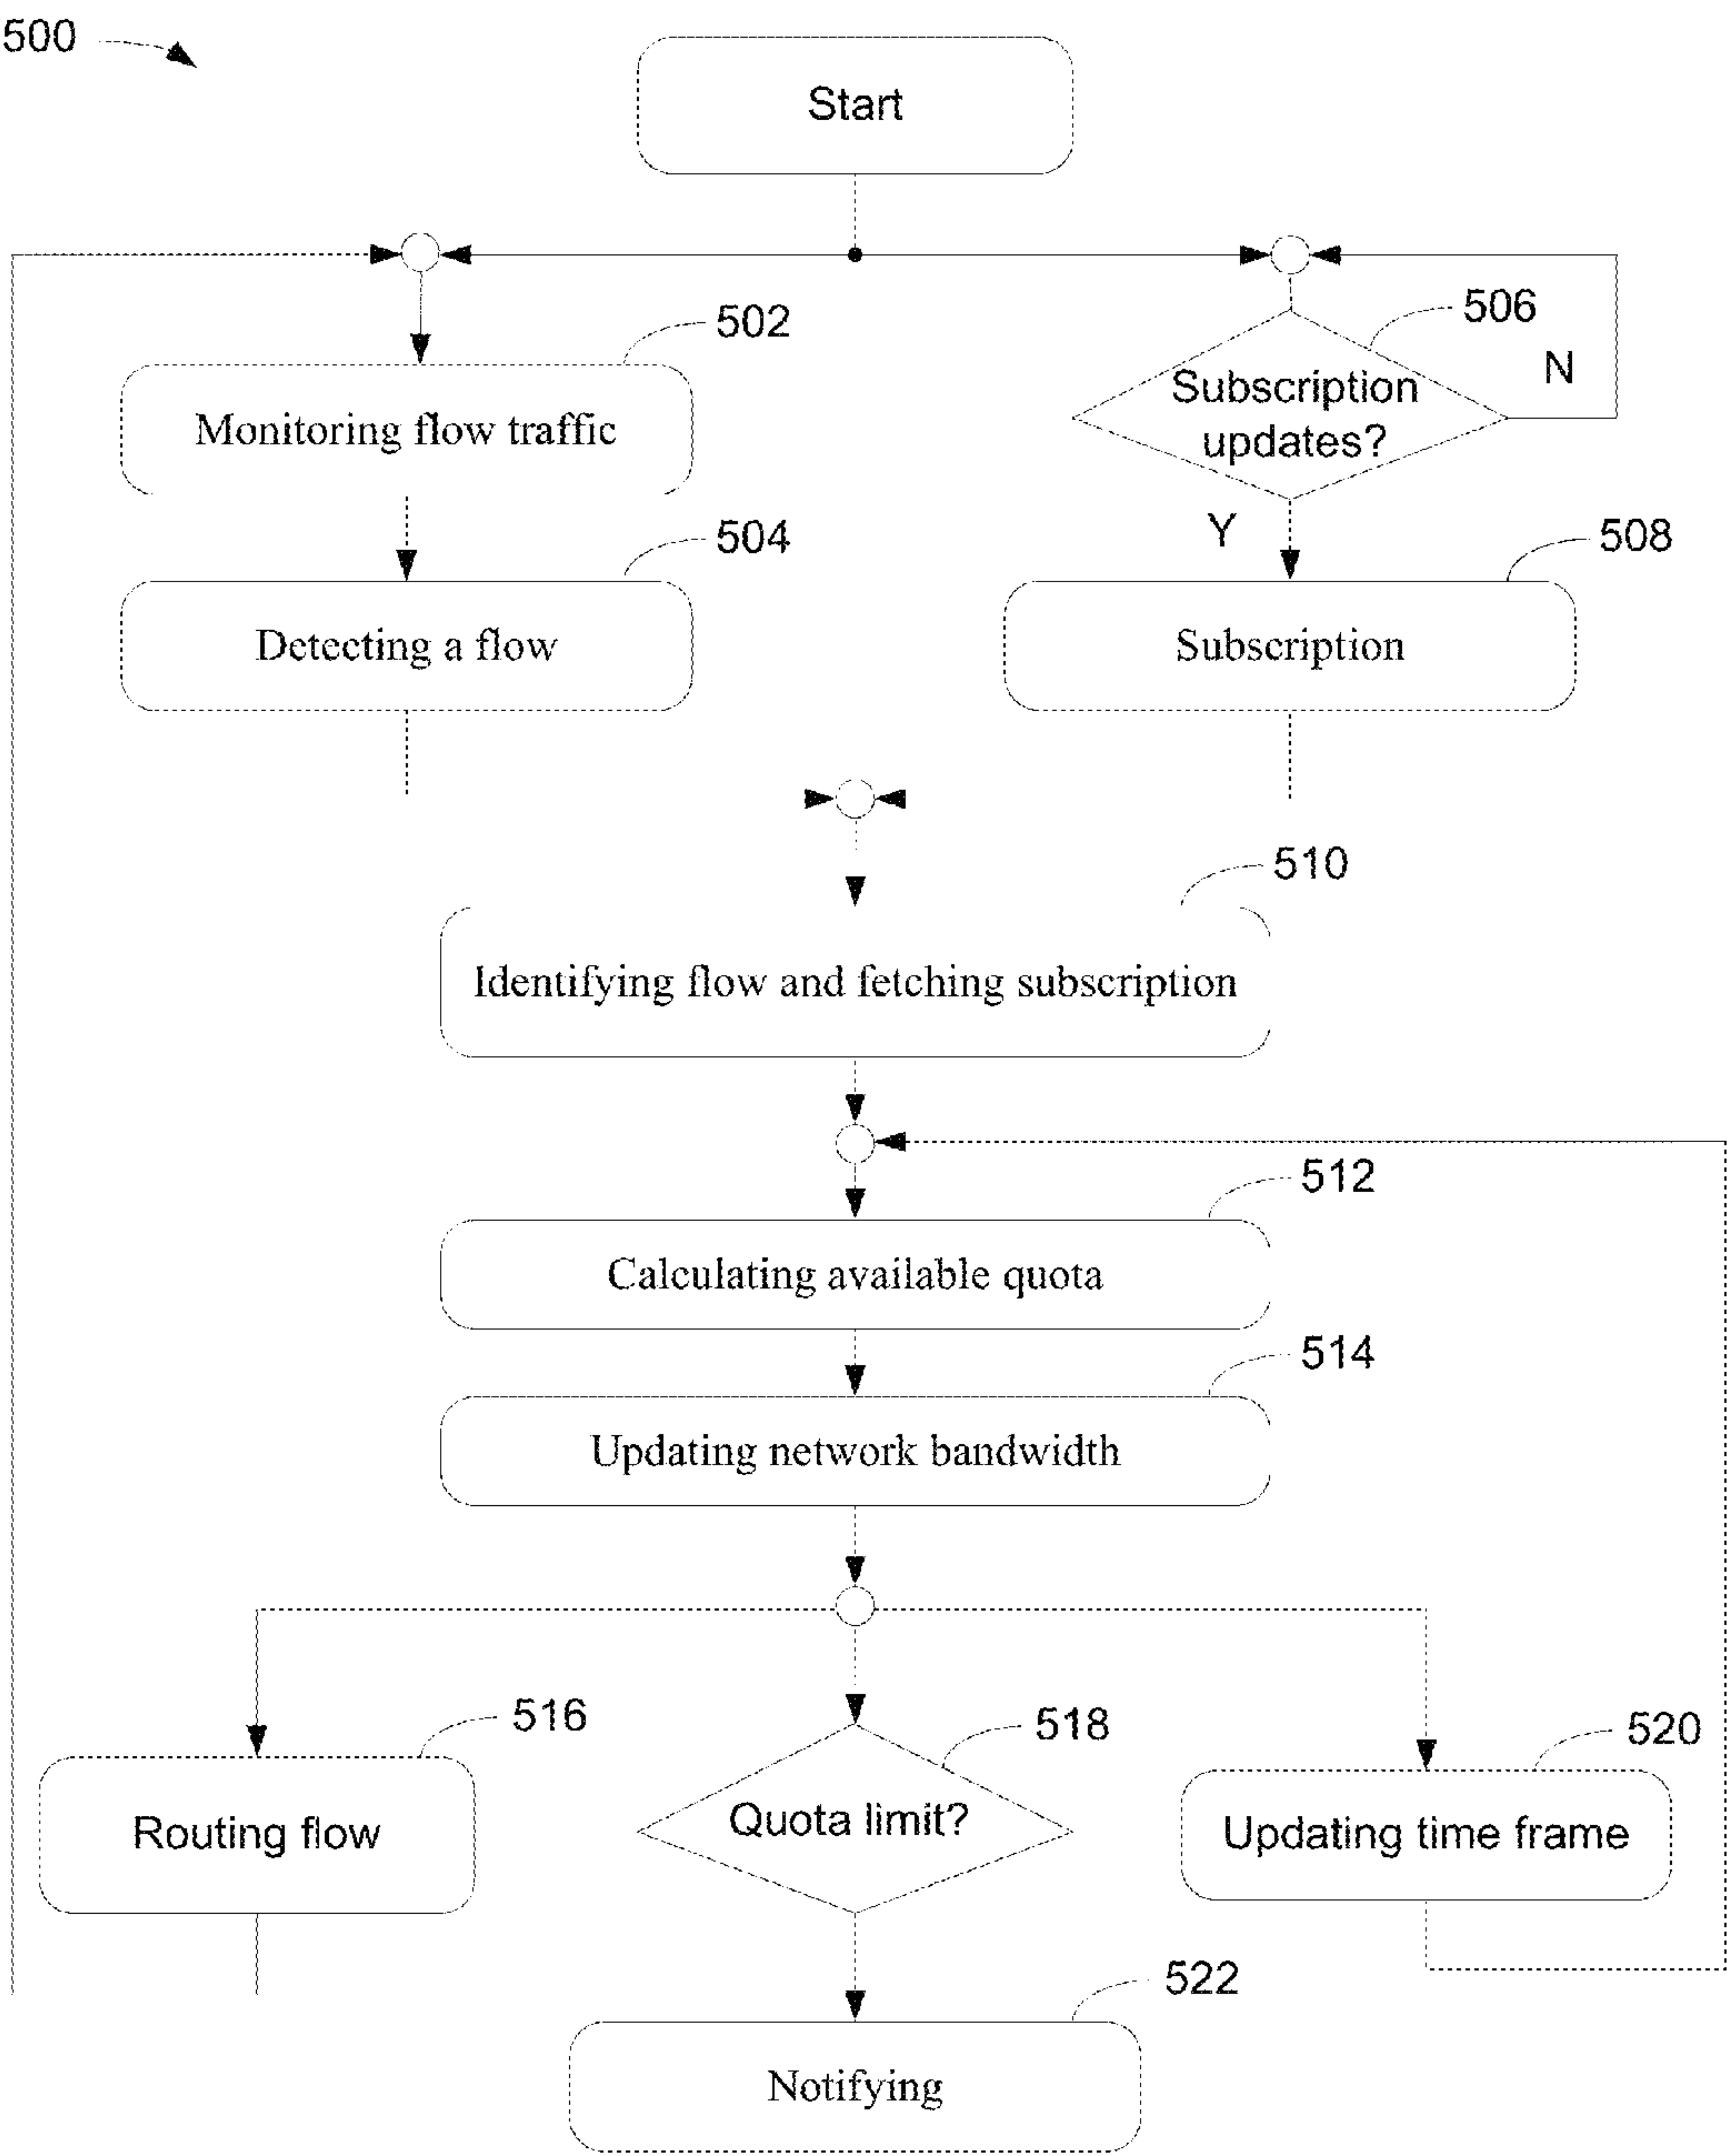 500
Start
502
506
N
Monitoring flow traffic
Subscription
updates?
504
Y
508
Detecting a flow
Subscription
510
Identifying flow and fetching subscription
512
Calculating available quota
514
Updating network bandwidth
516
518
520
Routing flow
Quota limit?
Updating time frame
522
Notifying